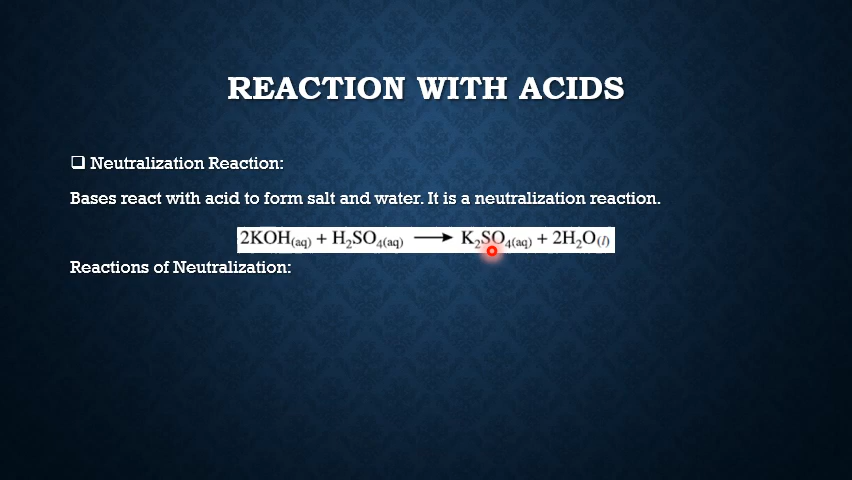 REACTION WITH ACIDS
❑ Neutralization Reaction:
Bases react with acid to form salt and water. It is a neutralization reaction.
2KOH(aq) + H₂SO₄(aq) ⟶ K₂SO₄(aq) + 2H₂O(l)
Reactions of Neutralization: